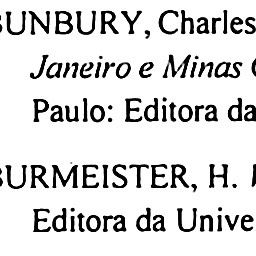 BUNBURY, Charles
Janeiro e Minas
Paulo: Editora da
BURMEISTER, H.
Editora da Unive